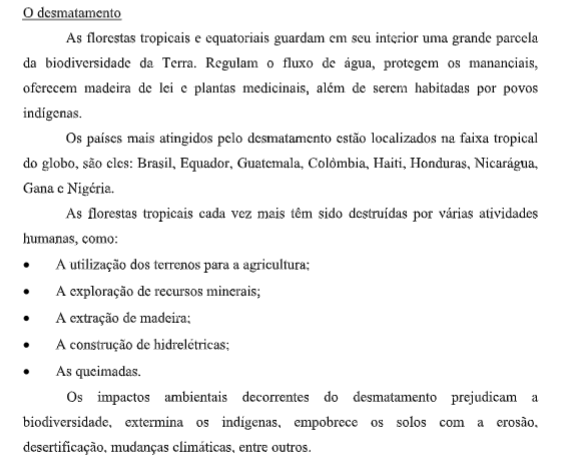 O desmatamento
As florestas tropicais e equatoriais guardam em seu interior uma grande parcela
da biodiversidade da Terra. Regulam o fluxo de água, protegem os mananciais,
oferecem madeira de lei e plantas medicinais, além de serem habitadas por povos
indígenas.
Os países mais atingidos pelo desmatamento estão localizados na faixa tropical
do globo, são eles: Brasil, Equador, Guatemala, Colômbia, Haiti, Honduras, Nicarágua,
Gana e Nigéria.
As florestas tropicais cada vez mais têm sido destruídas por várias atividades
humanas, como:
• A utilização dos terrenos para a agricultura;
• A exploração de recursos minerais;
• A extração de madeira;
• A construção de hidrelétricas;
• As queimadas.
Os impactos ambientais decorrentes do desmatamento prejudicam a
biodiversidade, extermina os indígenas, empobrece os solos com a erosão,
desertificação, mudanças climáticas, entre outros.